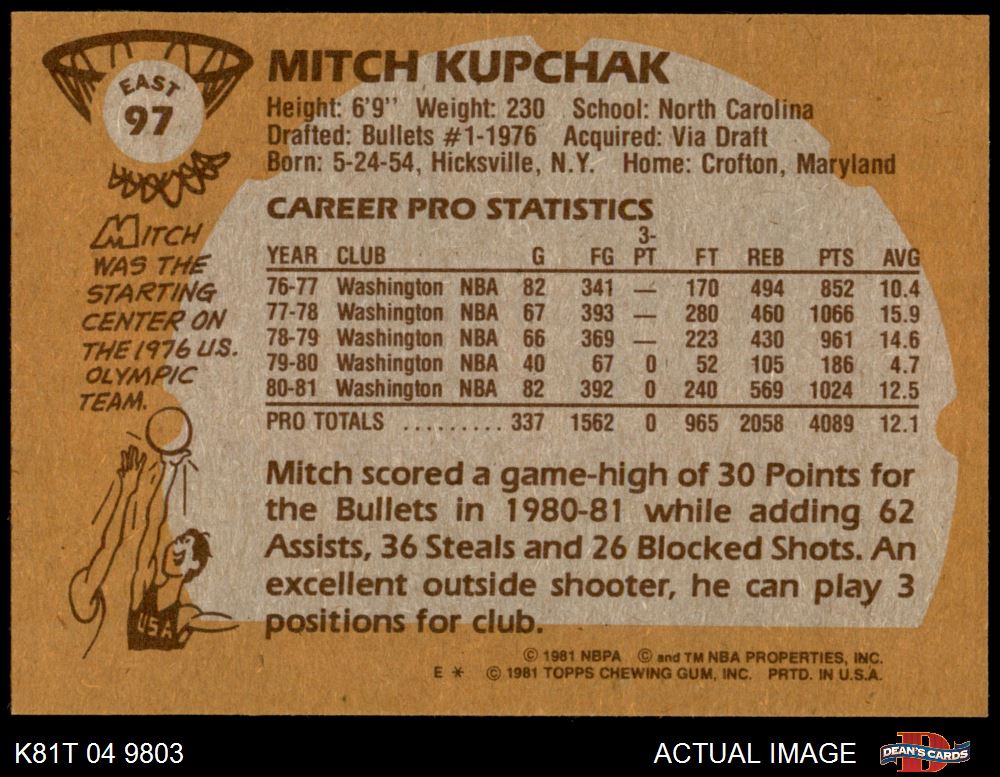 EAST
97
MITCH KUPCHAK
Height: 6'9'' Weight: 230 School: North Carolina
Drafted: Bullets #1-1976 Acquired: Via Draft
Born: 5-24-54, Hicksville, N.Y. Home: Crofton, Maryland
MITCH
WAS THE
STARTING
CENTER ON
THE 1976 U.S.
OLYMPIC
TEAM.
USA
CAREER PRO STATISTICS
YEAR CLUB G FG 3-PT FT REB PTS AVG
76-77 Washington NBA 82 341 — 170 494 852 10.4
77-78 Washington NBA 67 393 — 280 460 1066 15.9
78-79 Washington NBA 66 369 — 223 430 961 14.6
79-80 Washington NBA 40 67 0 52 105 186 4.7
80-81 Washington NBA 82 392 0 240 569 1024 12.5
PRO TOTALS ......... 337 1562 0 965 2058 4089 12.1
Mitch scored a game-high of 30 Points for
the Bullets in 1980-81 while adding 62
Assists, 36 Steals and 26 Blocked Shots. An
excellent outside shooter, he can play 3
positions for club.
© 1981 NBPA © and TM NBA PROPERTIES, INC.
E * © 1981 TOPPS CHEWING GUM, INC. PRTD. IN U.S.A.
K81T 04 9803
ACTUAL IMAGE
D
DEAN'S CARDS